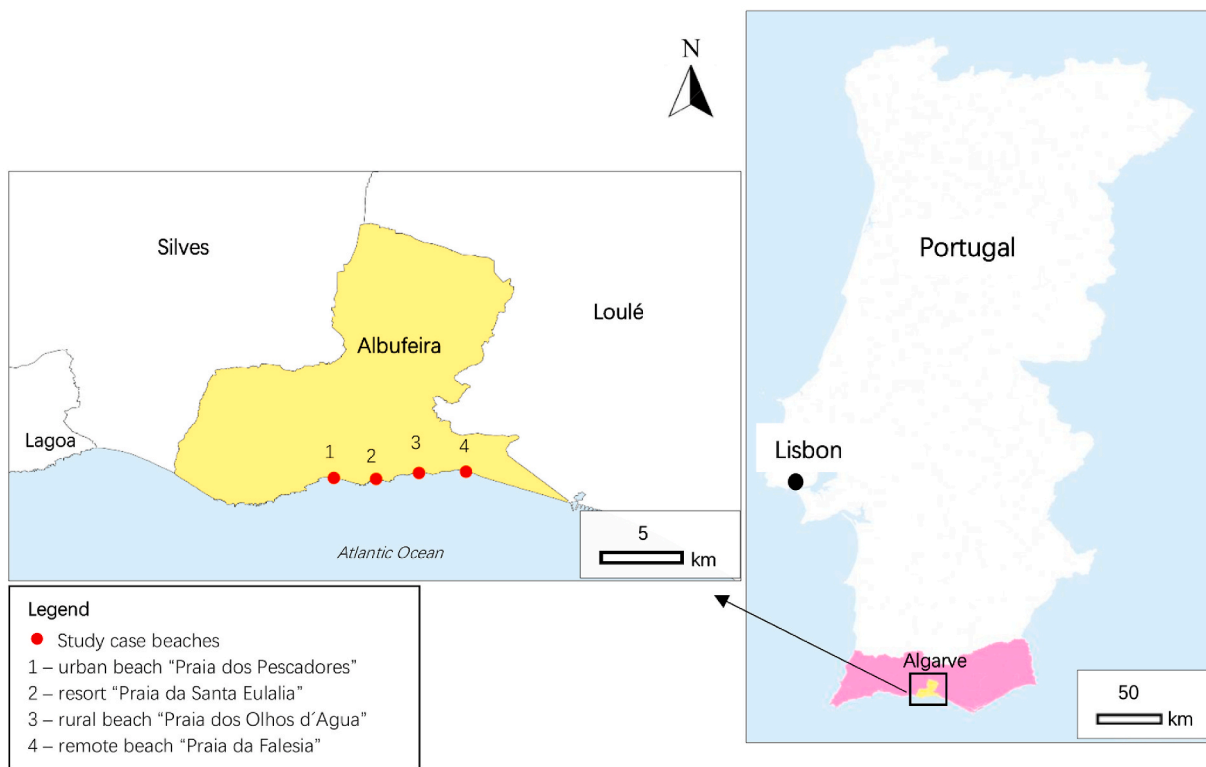 N
Silves
Albufeira
Loulé
Lagoa
1
2
3
4
Atlantic Ocean
5
km
Legend
Study case beaches
1 – urban beach “Praia dos Pescadores”
2 – resort “Praia da Santa Eulalia”
3 – rural beach “Praia dos Olhos d´Agua”
4 – remote beach “Praia da Falesia”
Portugal
Lisbon
Algarve
50
km